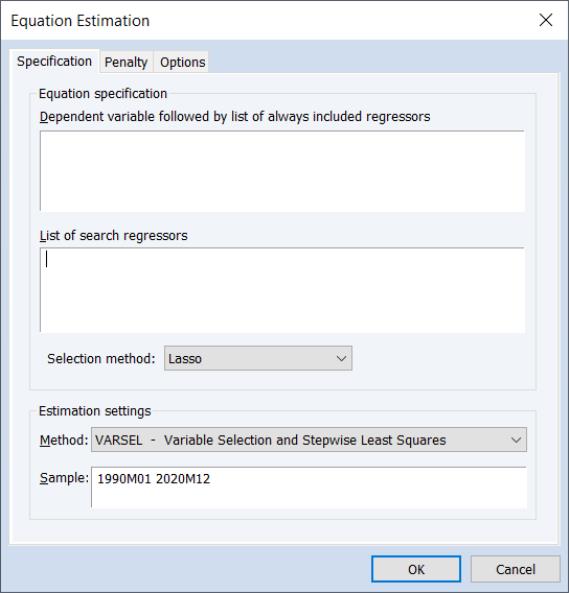 Equation Estimation
Specification Penalty Options
Equation specification
Dependent variable followed by list of always included regressors
List of search regressors
Selection method: Lasso
Estimation settings
Method: VARSEL - Variable Selection and Stepwise Least Squares
Sample: 1990M01 2020M12
OK Cancel